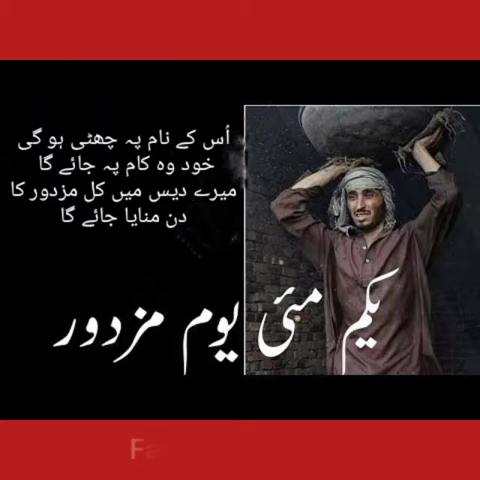 اُس کے نام پہ چھٹی ہو گی
خود وہ کام پہ جائے گا
میرے دیس میں کل مزدور کا
دن منایا جائے گا
یکم مئی یوم مزدور